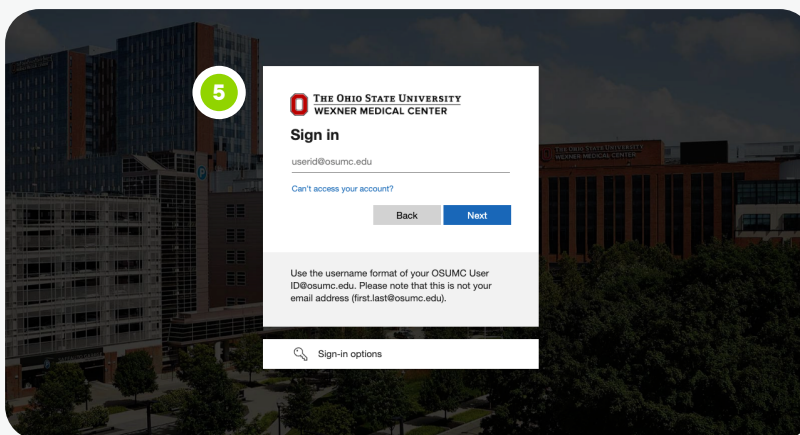 5
THE OHIO STATE UNIVERSITY
WEXNER MEDICAL CENTER
Sign in
userid@osumc.edu
Can't access your account?
Back Next
Use the username format of your OSUMC User
ID@osumc.edu. Please note that this is not your
email address (first.last@osumc.edu).
Sign-in options
THE OHIO STATE UNIVERSITY
WEXNER MEDICAL CENTER
P